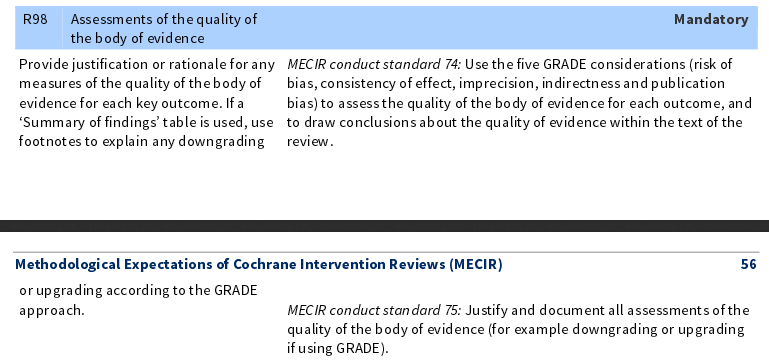 R98 Assessments of the quality of Mandatory
the body of evidence
Provide justification or rationale for any
measures of the quality of the body of
evidence for each key outcome. If a
‘Summary of findings’ table is used, use
footnotes to explain any downgrading
MECIR conduct standard 74: Use the five GRADE considerations (risk of
bias, consistency of effect, imprecision, indirectness and publication
bias) to assess the quality of the body of evidence for each outcome, and
to draw conclusions about the quality of evidence within the text of the
review.
Methodological Expectations of Cochrane Intervention Reviews (MECIR) 56
or upgrading according to the GRADE
approach.
MECIR conduct standard 75: Justify and document all assessments of the
quality of the body of evidence (for example downgrading or upgrading
if using GRADE).